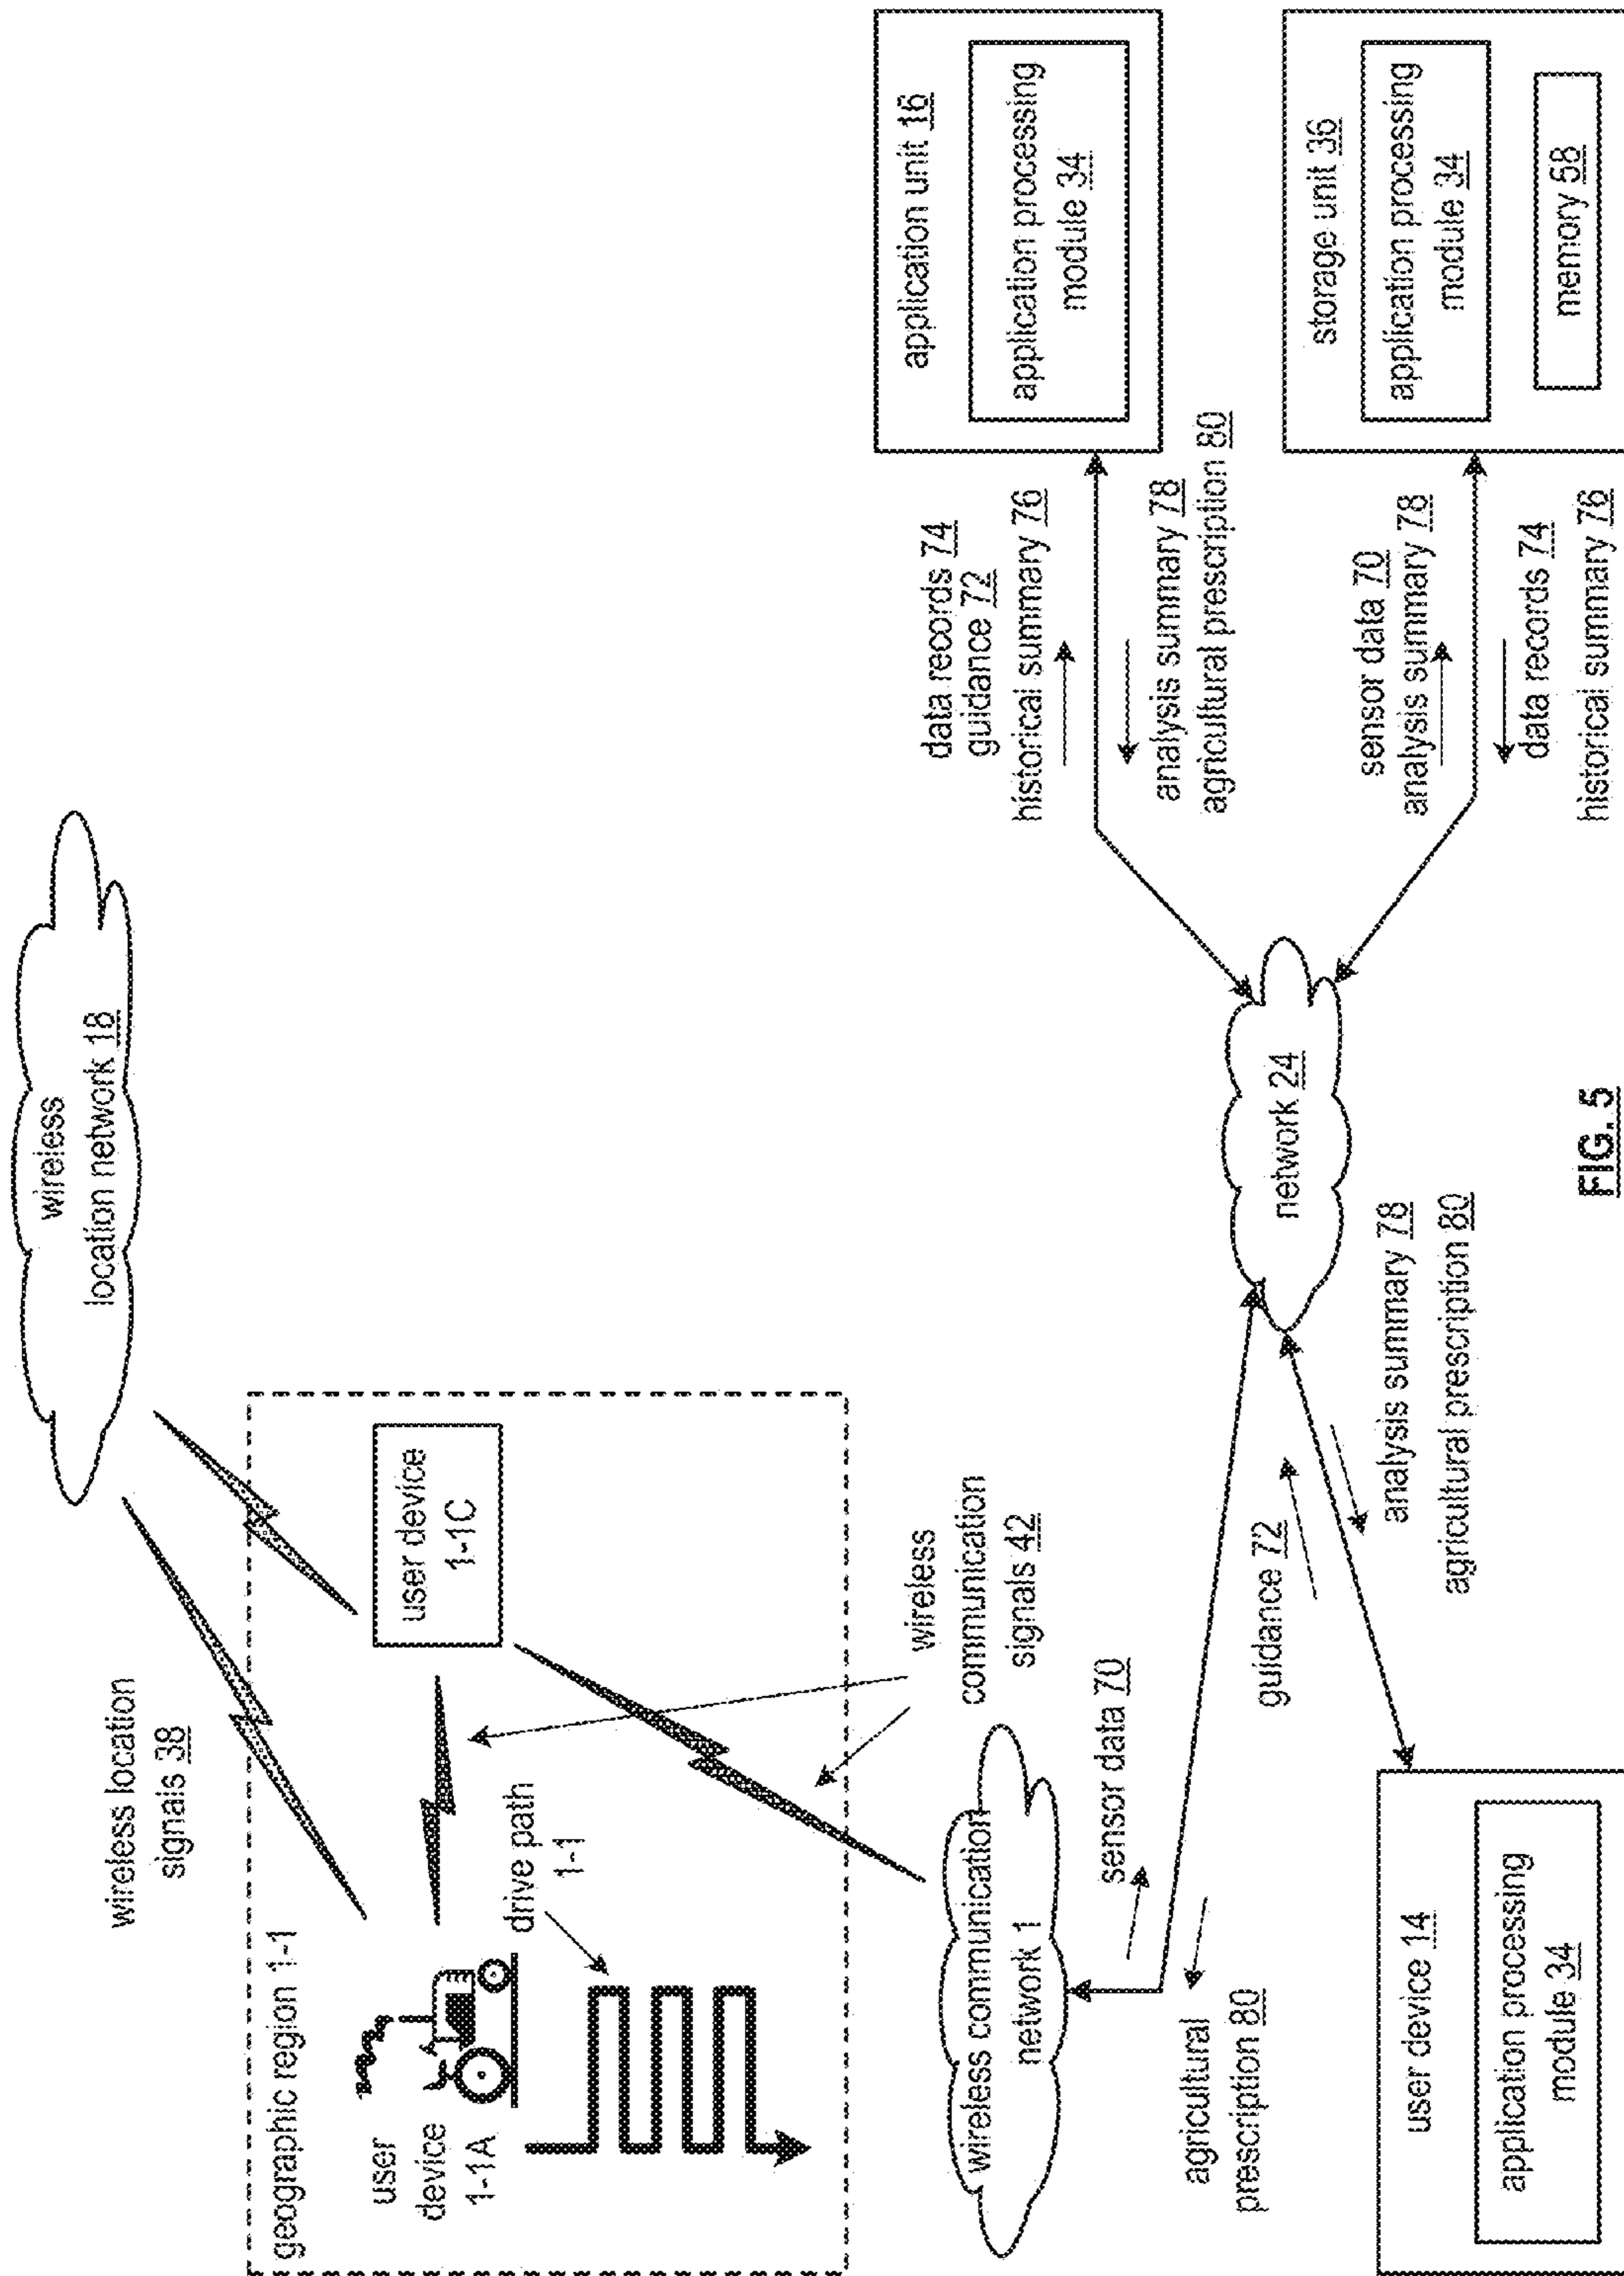 wireless
location network 18
wireless location
signals 38
geographic region 1-1
user device
1-1C
user
device
1-1A
drive path
1-1
wireless
communication
signals 42
wireless communication
network 1
sensor data 70
agricultural
prescription 80
guidance 72
analysis summary 78
agricultural prescription 80
user device 14
application processing
module 34
network 24
data records 74
guidance 72
historical summary 76
analysis summary 78
agricultural prescription 80
application unit 16
application processing
module 34
sensor data 70
analysis summary 78
data records 74
historical summary 76
storage unit 36
application processing
module 34
memory 58
FIG. 5